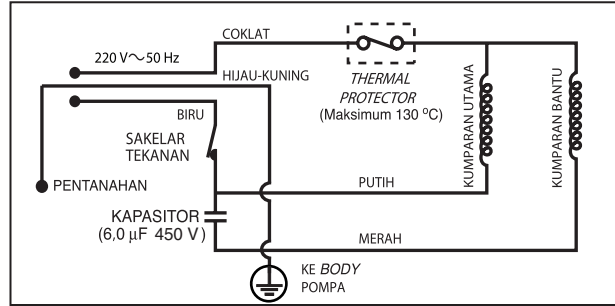 COKLAT
220 V～50 Hz
HIJAU-KUNING
THERMAL
PROTECTOR
(Maksimum 130 ⁰C)
KUMPARAN UTAMA
KUMPARAN BANTU
BIRU
SAKELAR
TEKANAN
PENTANAHAN
PUTIH
KAPASITOR
(6,0 µF 450 V)
MERAH
KE BODY
POMPA